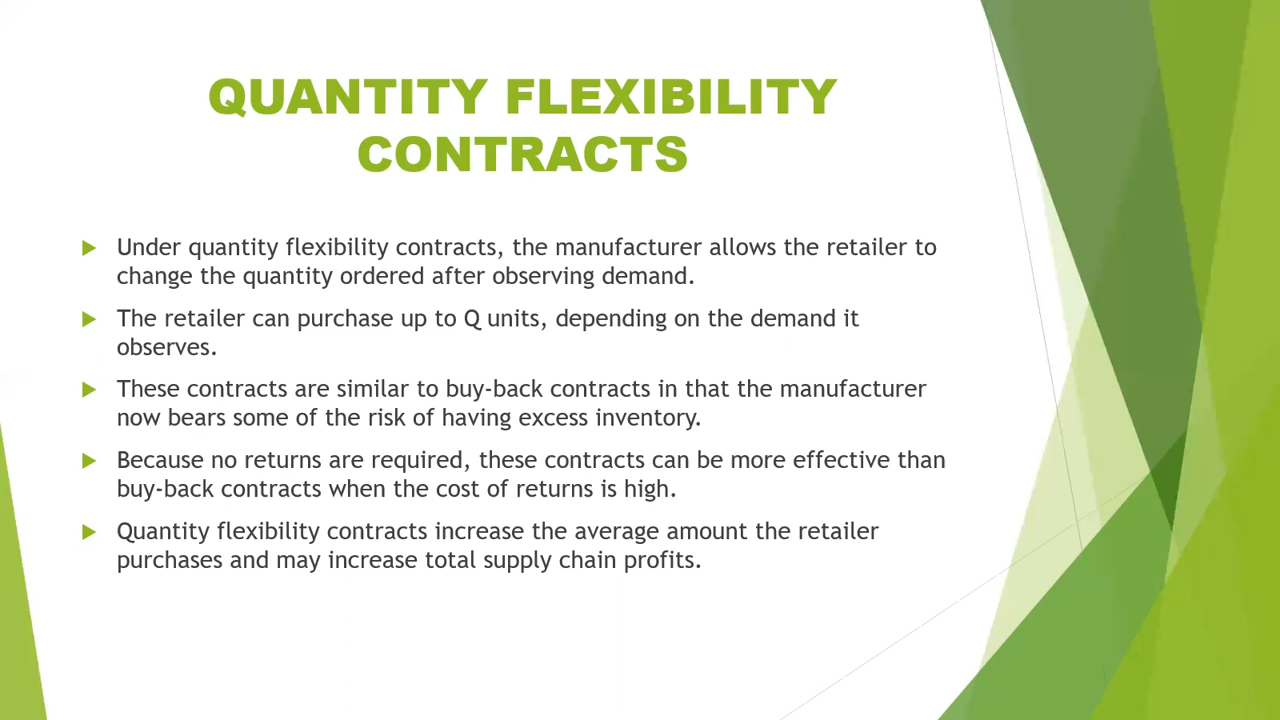 QUANTITY FLEXIBILITY
CONTRACTS
Under quantity flexibility contracts, the manufacturer allows the retailer to
change the quantity ordered after observing demand.
The retailer can purchase up to Q units, depending on the demand it
observes.
These contracts are similar to buy-back contracts in that the manufacturer
now bears some of the risk of having excess inventory.
Because no returns are required, these contracts can be more effective than
buy-back contracts when the cost of returns is high.
Quantity flexibility contracts increase the average amount the retailer
purchases and may increase total supply chain profits.